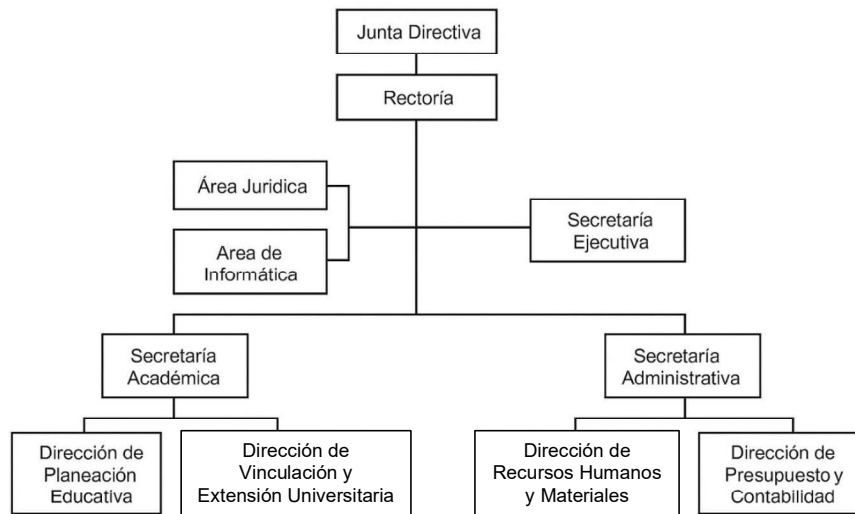 Junta Directiva
Rectoría
Área Juridica
Secretaría
Ejecutiva
Area de
Informática
Secretaría
Académica
Secretaría
Administrativa
Dirección de
Planeación
Educativa
Dirección de
Vinculación y
Extensión Universitaria
Dirección de
Recursos Humanos
y Materiales
Dirección de
Presupuesto y
Contabilidad